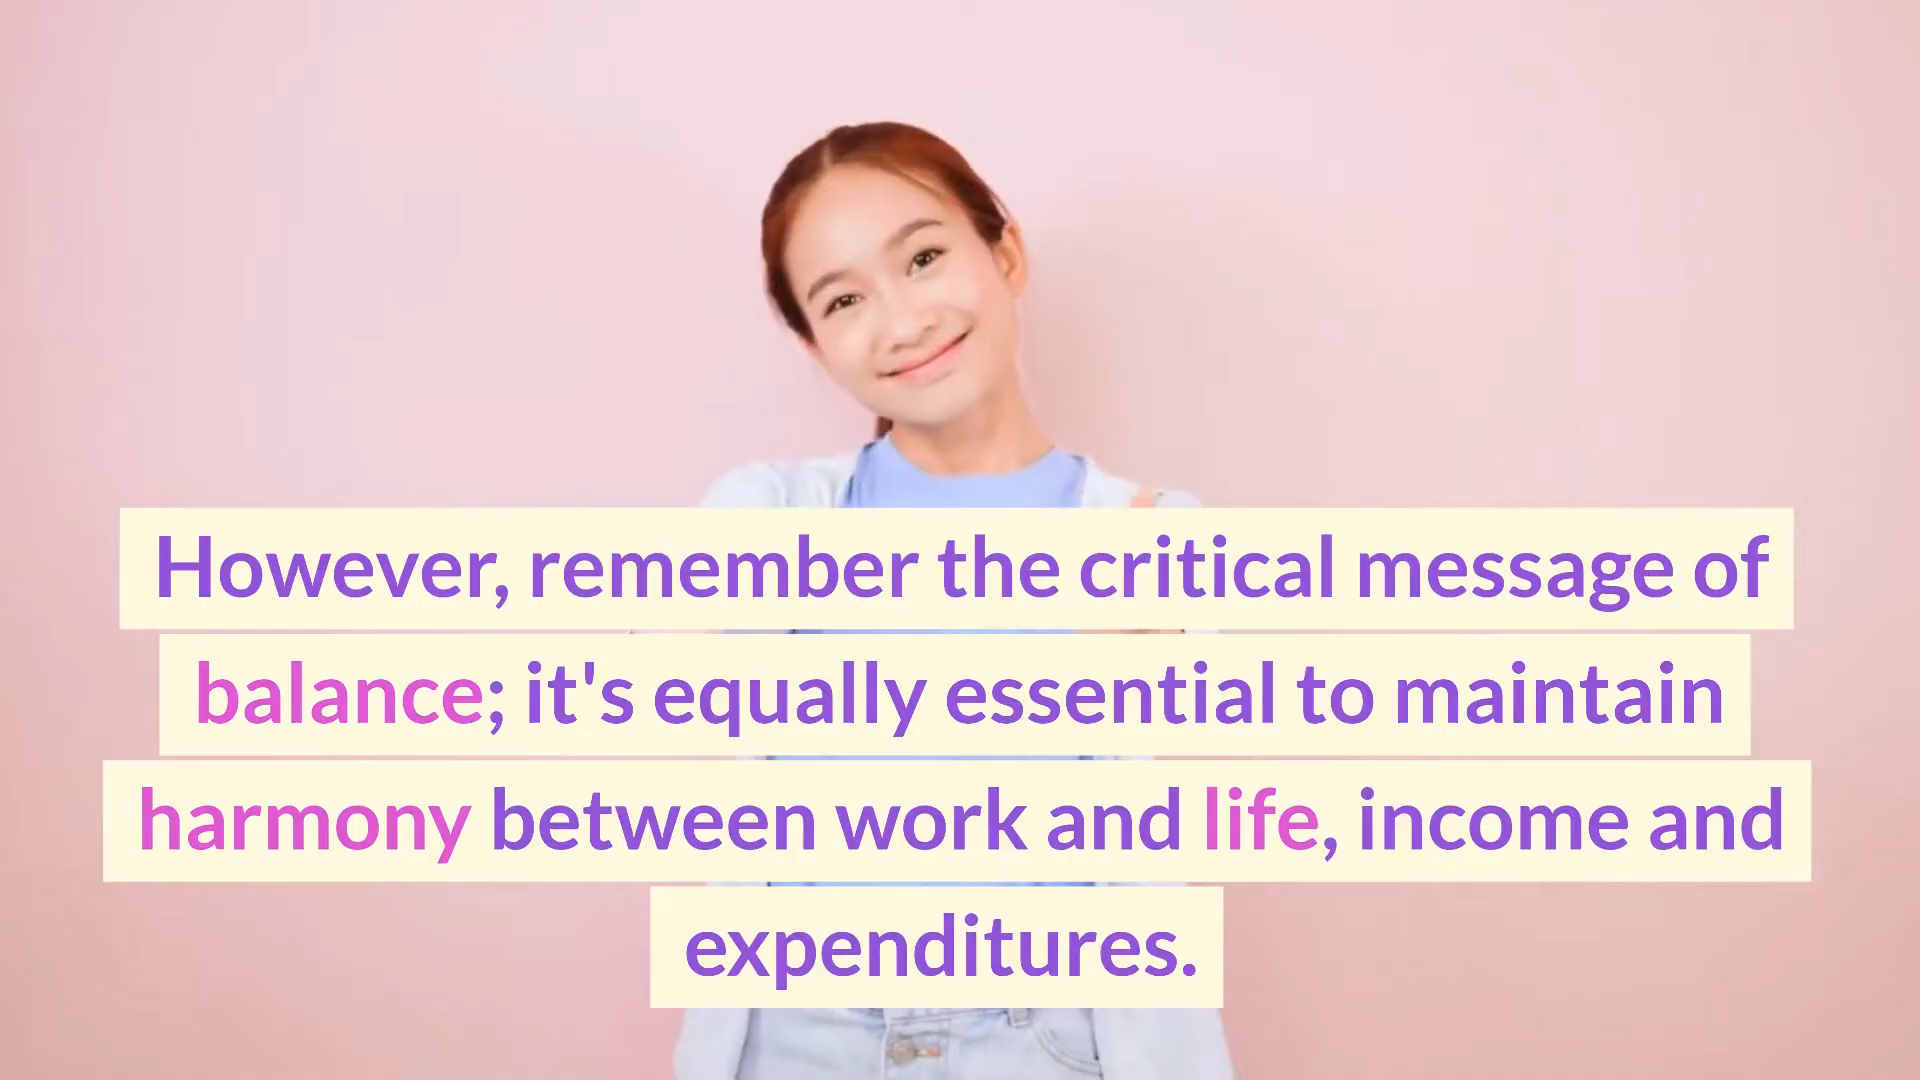 However, remember the critical message of
balance; it's equally essential to maintain
harmony between work and life, income and
expenditures.